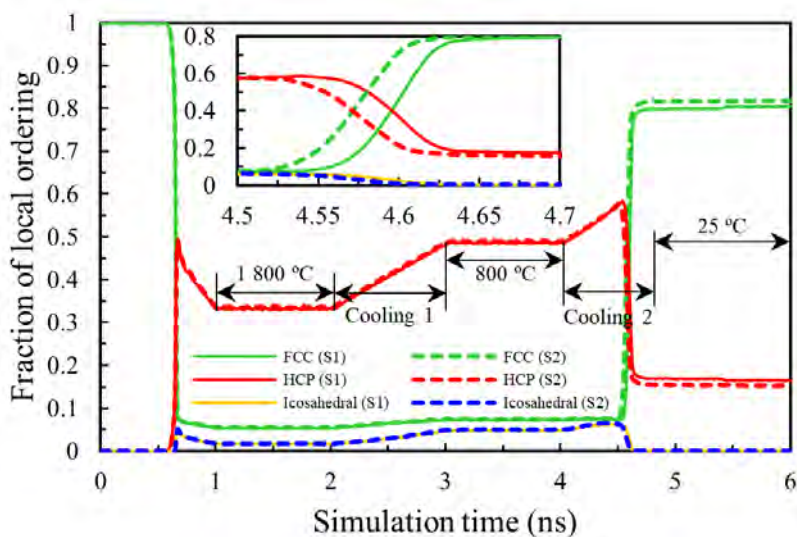 Fraction of local ordering
1
0.9
0.8
0.7
0.6
0.5
0.4
0.3
0.2
0.1
0
0.8
0.6
0.4
0.2
0
4.5 4.55 4.6 4.65 4.7
1 800 ºC
Cooling 1
800 ºC
Cooling 2
25 ºC
FCC (S1) FCC (S2)
HCP (S1) HCP (S2)
Icosahedral (S1) Icosahedral (S2)
0 1 2 3 4 5 6
Simulation time (ns)